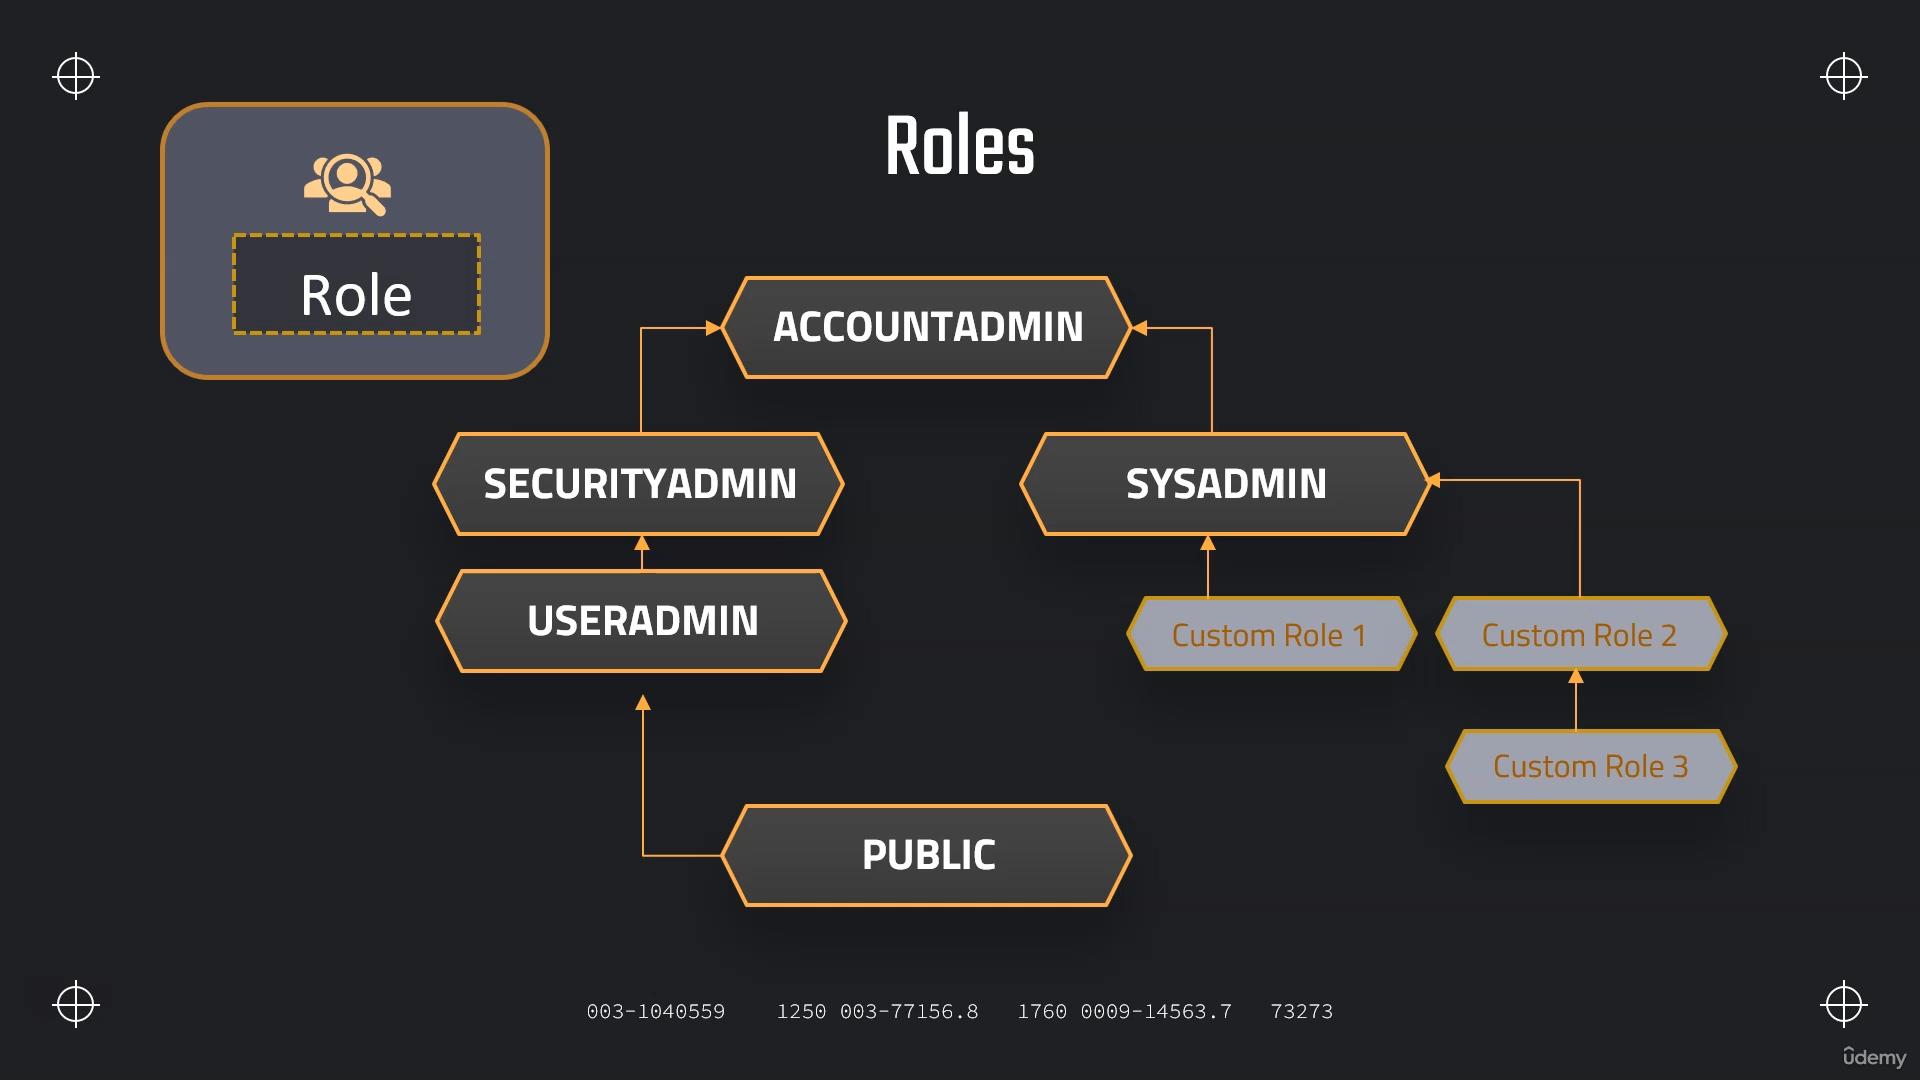 Roles
Role
ACCOUNTADMIN
SECURITYADMIN
SYSADMIN
USERADMIN
Custom Role 1
Custom Role 2
Custom Role 3
PUBLIC
003-1040559 1250 003-77156.8 1760 0009-14563.7 73273
ûdemy